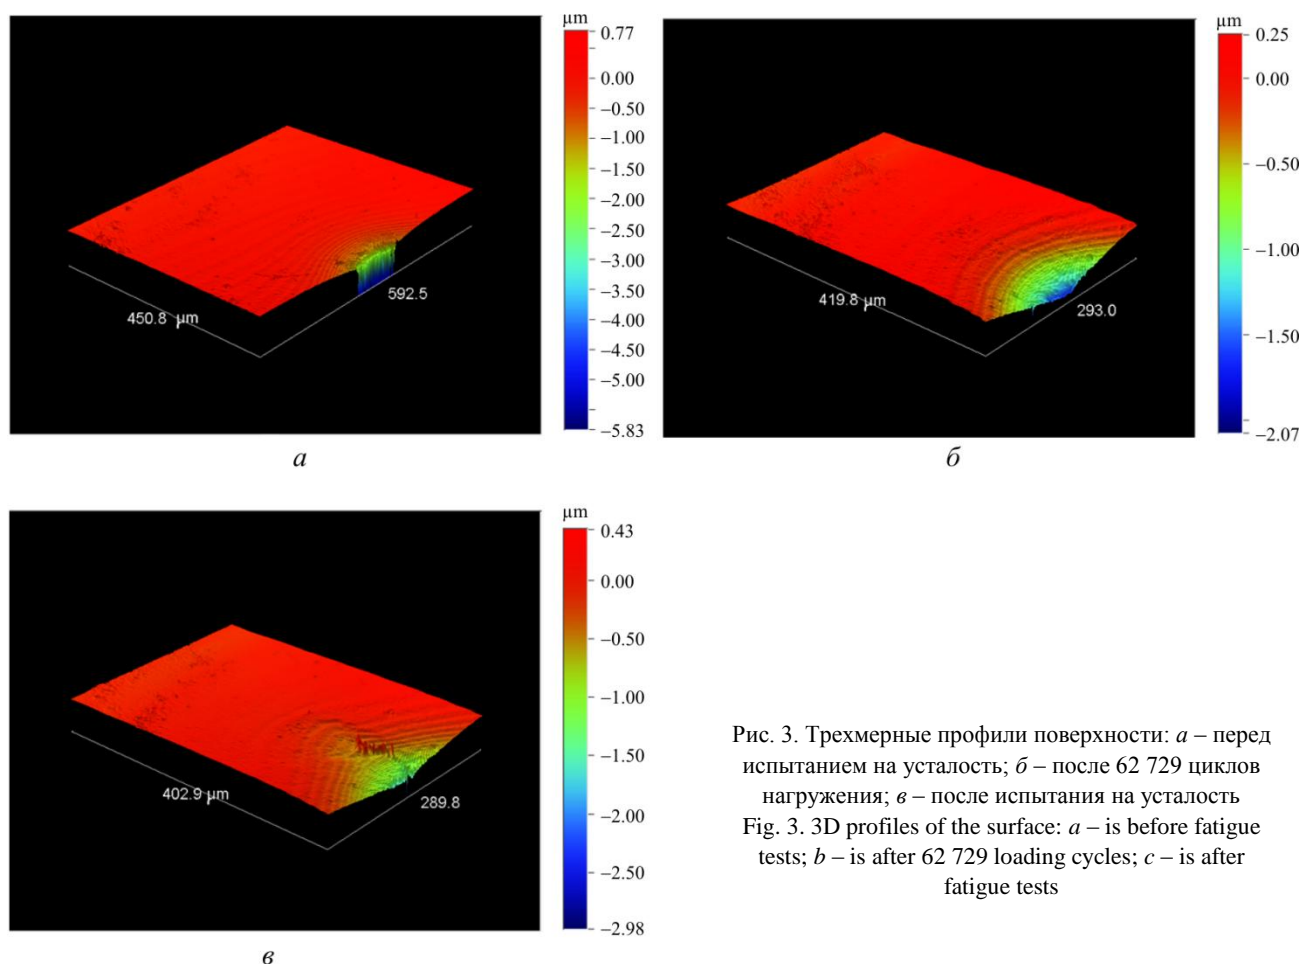 µm
0.77
0.00
−0.50
−1.00
−1.50
−2.00
−2.50
−3.00
−3.50
−4.00
−4.50
−5.00
−5.83
592.5
450.8 µm
а
µm
0.25
0.00
−0.50
−1.00
−1.50
−2.07
419.8 µm
293.0
б
µm
0.43
0.00
−0.50
−1.00
−1.50
−2.00
−2.50
−2.98
402.9 µm
289.8
в
Рис. 3. Трехмерные профили поверхности: а – перед
испытанием на усталость; б – после 62 729 циклов
нагружения; в – после испытания на усталость
Fig. 3. 3D profiles of the surface: a – is before fatigue
tests; b – is after 62 729 loading cycles; c – is after
fatigue tests